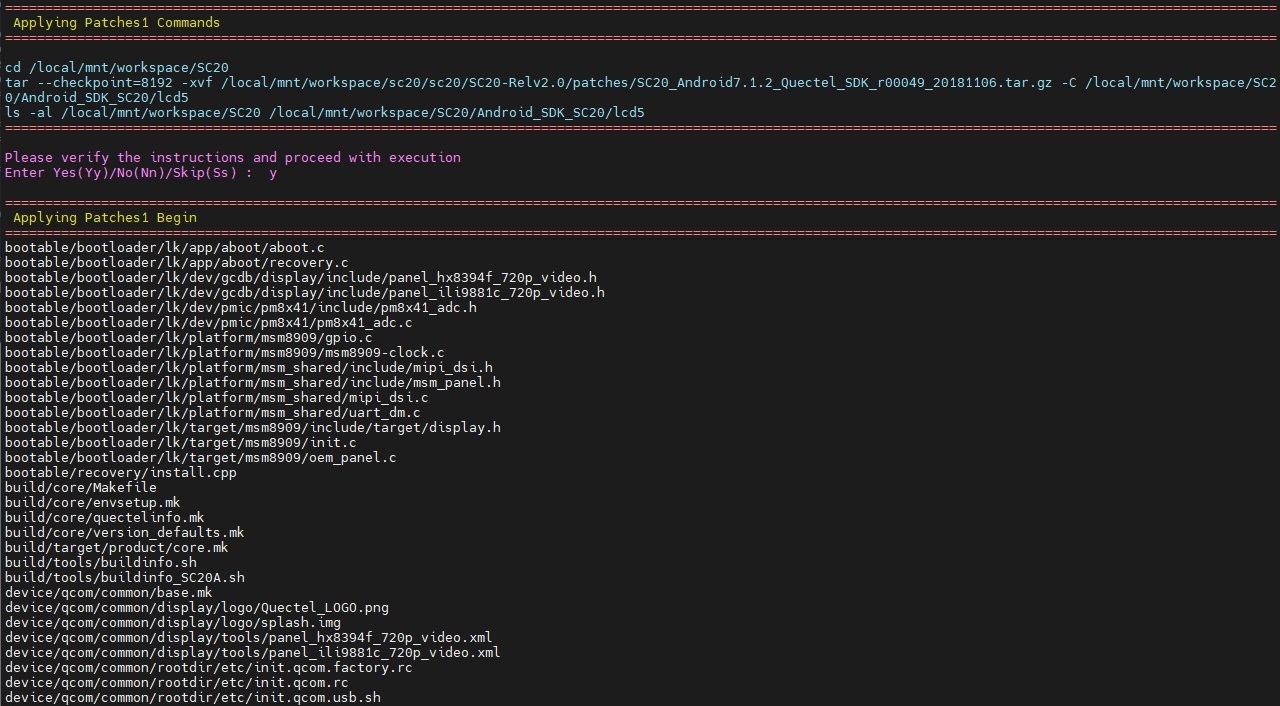 ================================================================================================================================================================
 Applying Patches1 Commands
================================================================================================================================================================
cd /local/mnt/workspace/SC20
tar --checkpoint=8192 -xvf /local/mnt/workspace/sc20/sc20/SC20-Relv2.0/patches/SC20_Android7.1.2_Quectel_SDK_r00049_20181106.tar.gz -C /local/mnt/workspace/SC2
0/Android_SDK_SC20/lcd5
ls -al /local/mnt/workspace/SC20 /local/mnt/workspace/SC20/Android_SDK_SC20/lcd5
================================================================================================================================================================
Please verify the instructions and proceed with execution
Enter Yes(Yy)/No(Nn)/Skip(Ss) :  y
================================================================================================================================================================
 Applying Patches1 Begin
================================================================================================================================================================
bootable/bootloader/lk/app/aboot/aboot.c
bootable/bootloader/lk/app/aboot/recovery.c
bootable/bootloader/lk/dev/gcdb/display/include/panel_hx8394f_720p_video.h
bootable/bootloader/lk/dev/gcdb/display/include/panel_ili9881c_720p_video.h
bootable/bootloader/lk/dev/pmic/pm8x41/include/pm8x41_adc.h
bootable/bootloader/lk/dev/pmic/pm8x41/pm8x41_adc.c
bootable/bootloader/lk/platform/msm8909/gpio.c
bootable/bootloader/lk/platform/msm8909/msm8909-clock.c
bootable/bootloader/lk/platform/msm_shared/include/mipi_dsi.h
bootable/bootloader/lk/platform/msm_shared/include/msm_panel.h
bootable/bootloader/lk/platform/msm_shared/mipi_dsi.c
bootable/bootloader/lk/platform/msm_shared/uart_dm.c
bootable/bootloader/lk/target/msm8909/include/target/display.h
bootable/bootloader/lk/target/msm8909/init.c
bootable/bootloader/lk/target/msm8909/oem_panel.c
bootable/recovery/install.cpp
build/core/Makefile
build/core/envsetup.mk
build/core/quectelinfo.mk
build/core/version_defaults.mk
build/target/product/core.mk
build/tools/buildinfo.sh
build/tools/buildinfo_SC20A.sh
device/qcom/common/base.mk
device/qcom/common/display/logo/Quectel_LOGO.png
device/qcom/common/display/logo/splash.img
device/qcom/common/display/tools/panel_hx8394f_720p_video.xml
device/qcom/common/display/tools/panel_ili9881c_720p_video.xml
device/qcom/common/rootdir/etc/init.qcom.factory.rc
device/qcom/common/rootdir/etc/init.qcom.rc
device/qcom/common/rootdir/etc/init.qcom.usb.sh